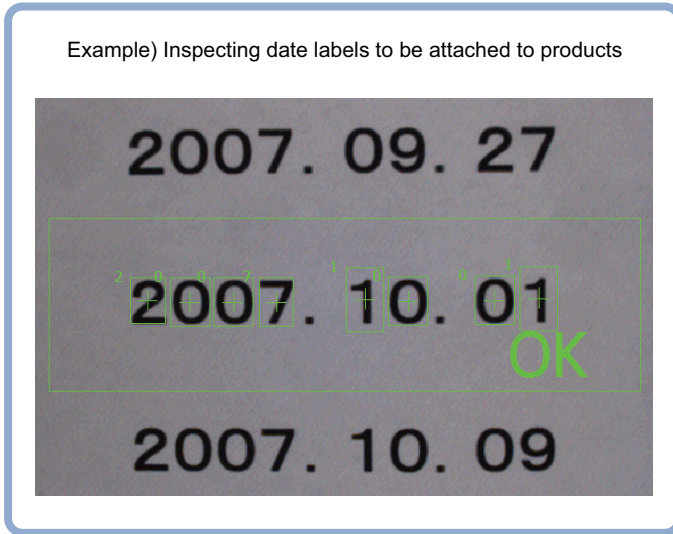 Example) Inspecting date labels to be attached to products
2007. 09. 27
2 0 0 7 1 0 0 1
2007. 10. 01
OK
2007. 10. 09